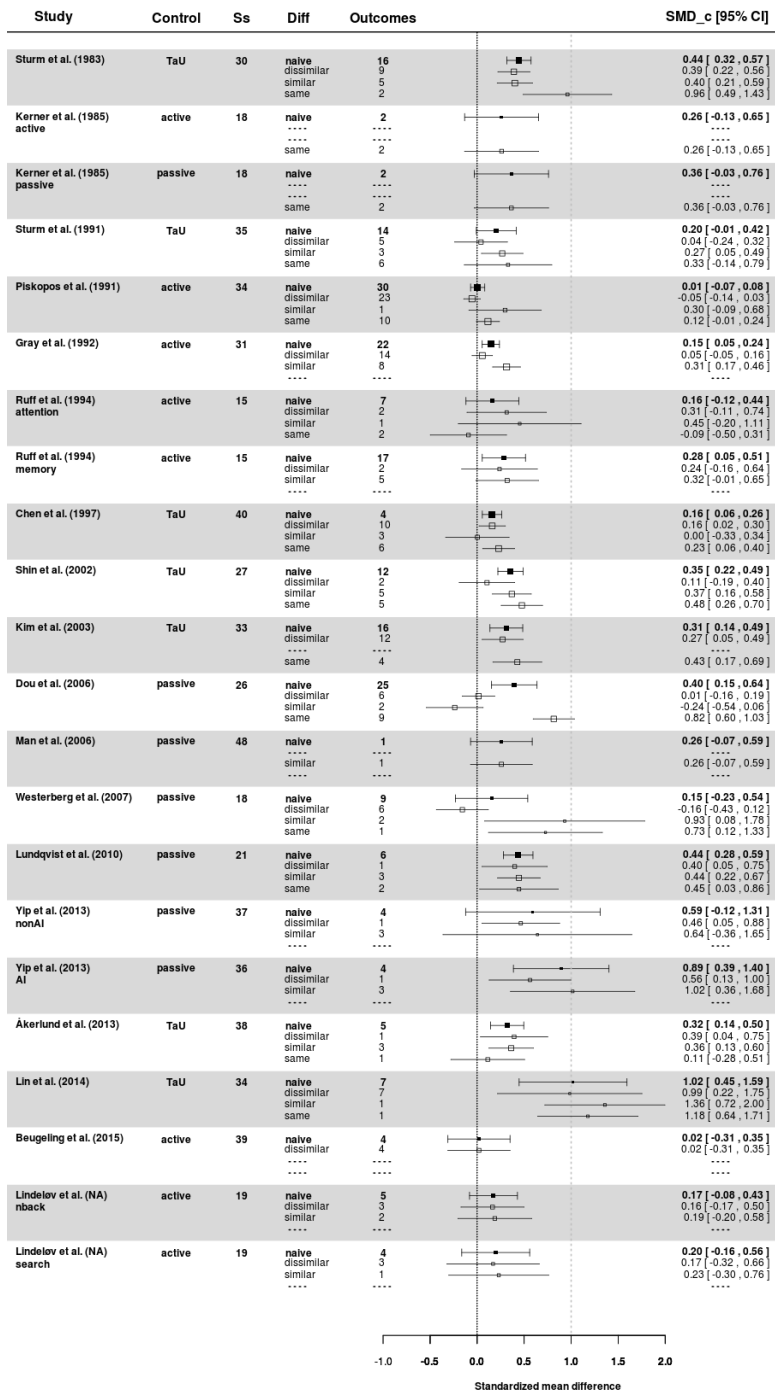 Study Control Ss Diff Outcomes SMD_c [95% CI]
Sturm et al. (1983) TaU 30 naive 16 0.44 [ 0.32 , 0.57 ]
dissimilar 9 0.39 [ 0.22 , 0.56 ]
similar 5 0.40 [ 0.21 , 0.59 ]
same 2 0.96 [ 0.49 , 1.43 ]
Kerner et al. (1985) active 18 naive 2 0.26 [ -0.13 , 0.65 ]
active ---- ---- ----
---- ---- ----
same 2 0.26 [ -0.13 , 0.65 ]
Kerner et al. (1985) passive 18 naive 2 0.36 [ -0.03 , 0.76 ]
passive ---- ---- ----
---- ---- ----
same 2 0.36 [ -0.03 , 0.76 ]
Sturm et al. (1991) TaU 35 naive 14 0.20 [ -0.01 , 0.42 ]
dissimilar 5 0.04 [ -0.24 , 0.32 ]
similar 3 0.27 [ 0.05 , 0.49 ]
same 6 0.33 [ -0.14 , 0.79 ]
Piskopos et al. (1991) active 34 naive 30 0.01 [ -0.07 , 0.08 ]
dissimilar 23 -0.05 [ -0.14 , 0.03 ]
similar 1 0.30 [ -0.09 , 0.68 ]
same 10 0.12 [ -0.01 , 0.24 ]
Gray et al. (1992) active 31 naive 22 0.15 [ 0.05 , 0.24 ]
dissimilar 14 0.05 [ -0.05 , 0.16 ]
similar 8 0.31 [ 0.17 , 0.46 ]
---- ---- ----
Ruff et al. (1994) active 15 naive 7 0.16 [ -0.12 , 0.44 ]
attention dissimilar 2 0.31 [ -0.11 , 0.74 ]
similar 1 0.45 [ -0.20 , 1.11 ]
same 2 -0.09 [ -0.50 , 0.31 ]
Ruff et al. (1994) active 15 naive 17 0.28 [ 0.05 , 0.51 ]
memory dissimilar 2 0.24 [ -0.16 , 0.64 ]
similar 5 0.32 [ -0.01 , 0.65 ]
---- ---- ----
Chen et al. (1997) TaU 40 naive 4 0.16 [ 0.06 , 0.26 ]
dissimilar 10 0.16 [ 0.02 , 0.30 ]
similar 3 0.00 [ -0.33 , 0.34 ]
same 6 0.23 [ 0.06 , 0.40 ]
Shin et al. (2002) TaU 27 naive 12 0.35 [ 0.22 , 0.49 ]
dissimilar 2 0.11 [ -0.19 , 0.40 ]
similar 5 0.37 [ 0.16 , 0.58 ]
same 5 0.48 [ 0.26 , 0.70 ]
Kim et al. (2003) TaU 33 naive 16 0.31 [ 0.14 , 0.49 ]
dissimilar 12 0.27 [ 0.05 , 0.49 ]
---- ---- ----
same 4 0.43 [ 0.17 , 0.69 ]
Dou et al. (2006) passive 26 naive 25 0.40 [ 0.15 , 0.64 ]
dissimilar 6 0.01 [ -0.16 , 0.19 ]
similar 2 -0.24 [ -0.54 , 0.06 ]
same 9 0.82 [ 0.60 , 1.03 ]
Man et al. (2006) passive 48 naive 1 0.26 [ -0.07 , 0.59 ]
---- ---- ----
similar 1 0.26 [ -0.07 , 0.59 ]
---- ---- ----
Westerberg et al. (2007) passive 18 naive 9 0.15 [ -0.23 , 0.54 ]
dissimilar 6 -0.16 [ -0.43 , 0.12 ]
similar 2 0.93 [ 0.08 , 1.78 ]
same 1 0.73 [ 0.12 , 1.33 ]
Lundqvist et al. (2010) passive 21 naive 6 0.44 [ 0.28 , 0.59 ]
dissimilar 1 0.40 [ 0.05 , 0.75 ]
similar 3 0.44 [ 0.22 , 0.67 ]
same 2 0.45 [ 0.03 , 0.86 ]
Yip et al. (2013) passive 37 naive 4 0.59 [ -0.12 , 1.31 ]
nonAI dissimilar 1 0.46 [ 0.05 , 0.88 ]
similar 3 0.64 [ -0.36 , 1.65 ]
---- ---- ----
Yip et al. (2013) passive 36 naive 4 0.89 [ 0.39 , 1.40 ]
AI dissimilar 1 0.56 [ 0.13 , 1.00 ]
similar 3 1.02 [ 0.36 , 1.68 ]
---- ---- ----
Åkerlund et al. (2013) TaU 38 naive 5 0.32 [ 0.14 , 0.50 ]
dissimilar 1 0.39 [ 0.04 , 0.75 ]
similar 3 0.36 [ 0.13 , 0.60 ]
same 1 0.11 [ -0.28 , 0.51 ]
Lin et al. (2014) TaU 34 naive 7 1.02 [ 0.45 , 1.59 ]
dissimilar 7 0.99 [ 0.22 , 1.75 ]
similar 1 1.36 [ 0.72 , 2.00 ]
same 1 1.18 [ 0.64 , 1.71 ]
Beugeling et al. (2015) active 39 naive 4 0.02 [ -0.31 , 0.35 ]
dissimilar 4 0.02 [ -0.31 , 0.35 ]
---- ---- ----
Lindeløv et al. (NA) active 19 naive 5 0.17 [ -0.08 , 0.43 ]
nback dissimilar 3 0.16 [ -0.17 , 0.50 ]
similar 2 0.19 [ -0.20 , 0.58 ]
---- ---- ----
Lindeløv et al. (NA) active 19 naive 4 0.20 [ -0.16 , 0.56 ]
search dissimilar 3 0.17 [ -0.32 , 0.66 ]
similar 1 0.23 [ -0.30 , 0.76 ]
---- ---- ----
-1.0 -0.5 0.0 0.5 1.0 1.5 2.0
Standardized mean difference